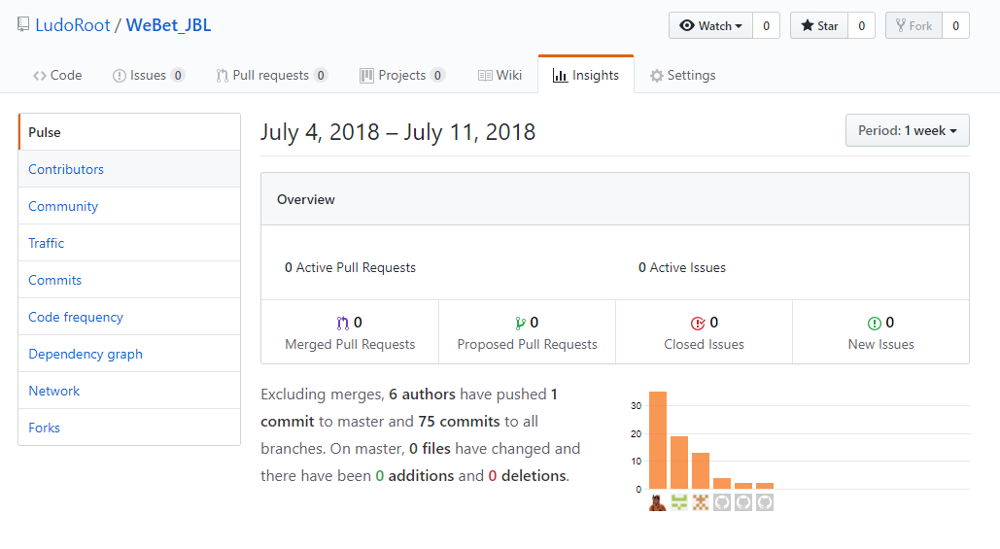 LudoRoot / WeBet_JBL
Watch 0 Star 0 Fork 0
Code Issues 0 Pull requests 0 Projects 0 Wiki Insights Settings
Pulse
Contributors
Community
Traffic
Commits
Code frequency
Dependency graph
Network
Forks
July 4, 2018 – July 11, 2018
Period: 1 week
Overview
0 Active Pull Requests
0 Active Issues
0
Merged Pull Requests
0
Proposed Pull Requests
0
Closed Issues
0
New Issues
Excluding merges, 6 authors have pushed 1
commit to master and 75 commits to all
branches. On master, 0 files have changed and
there have been 0 additions and 0 deletions.
30
20
10
0